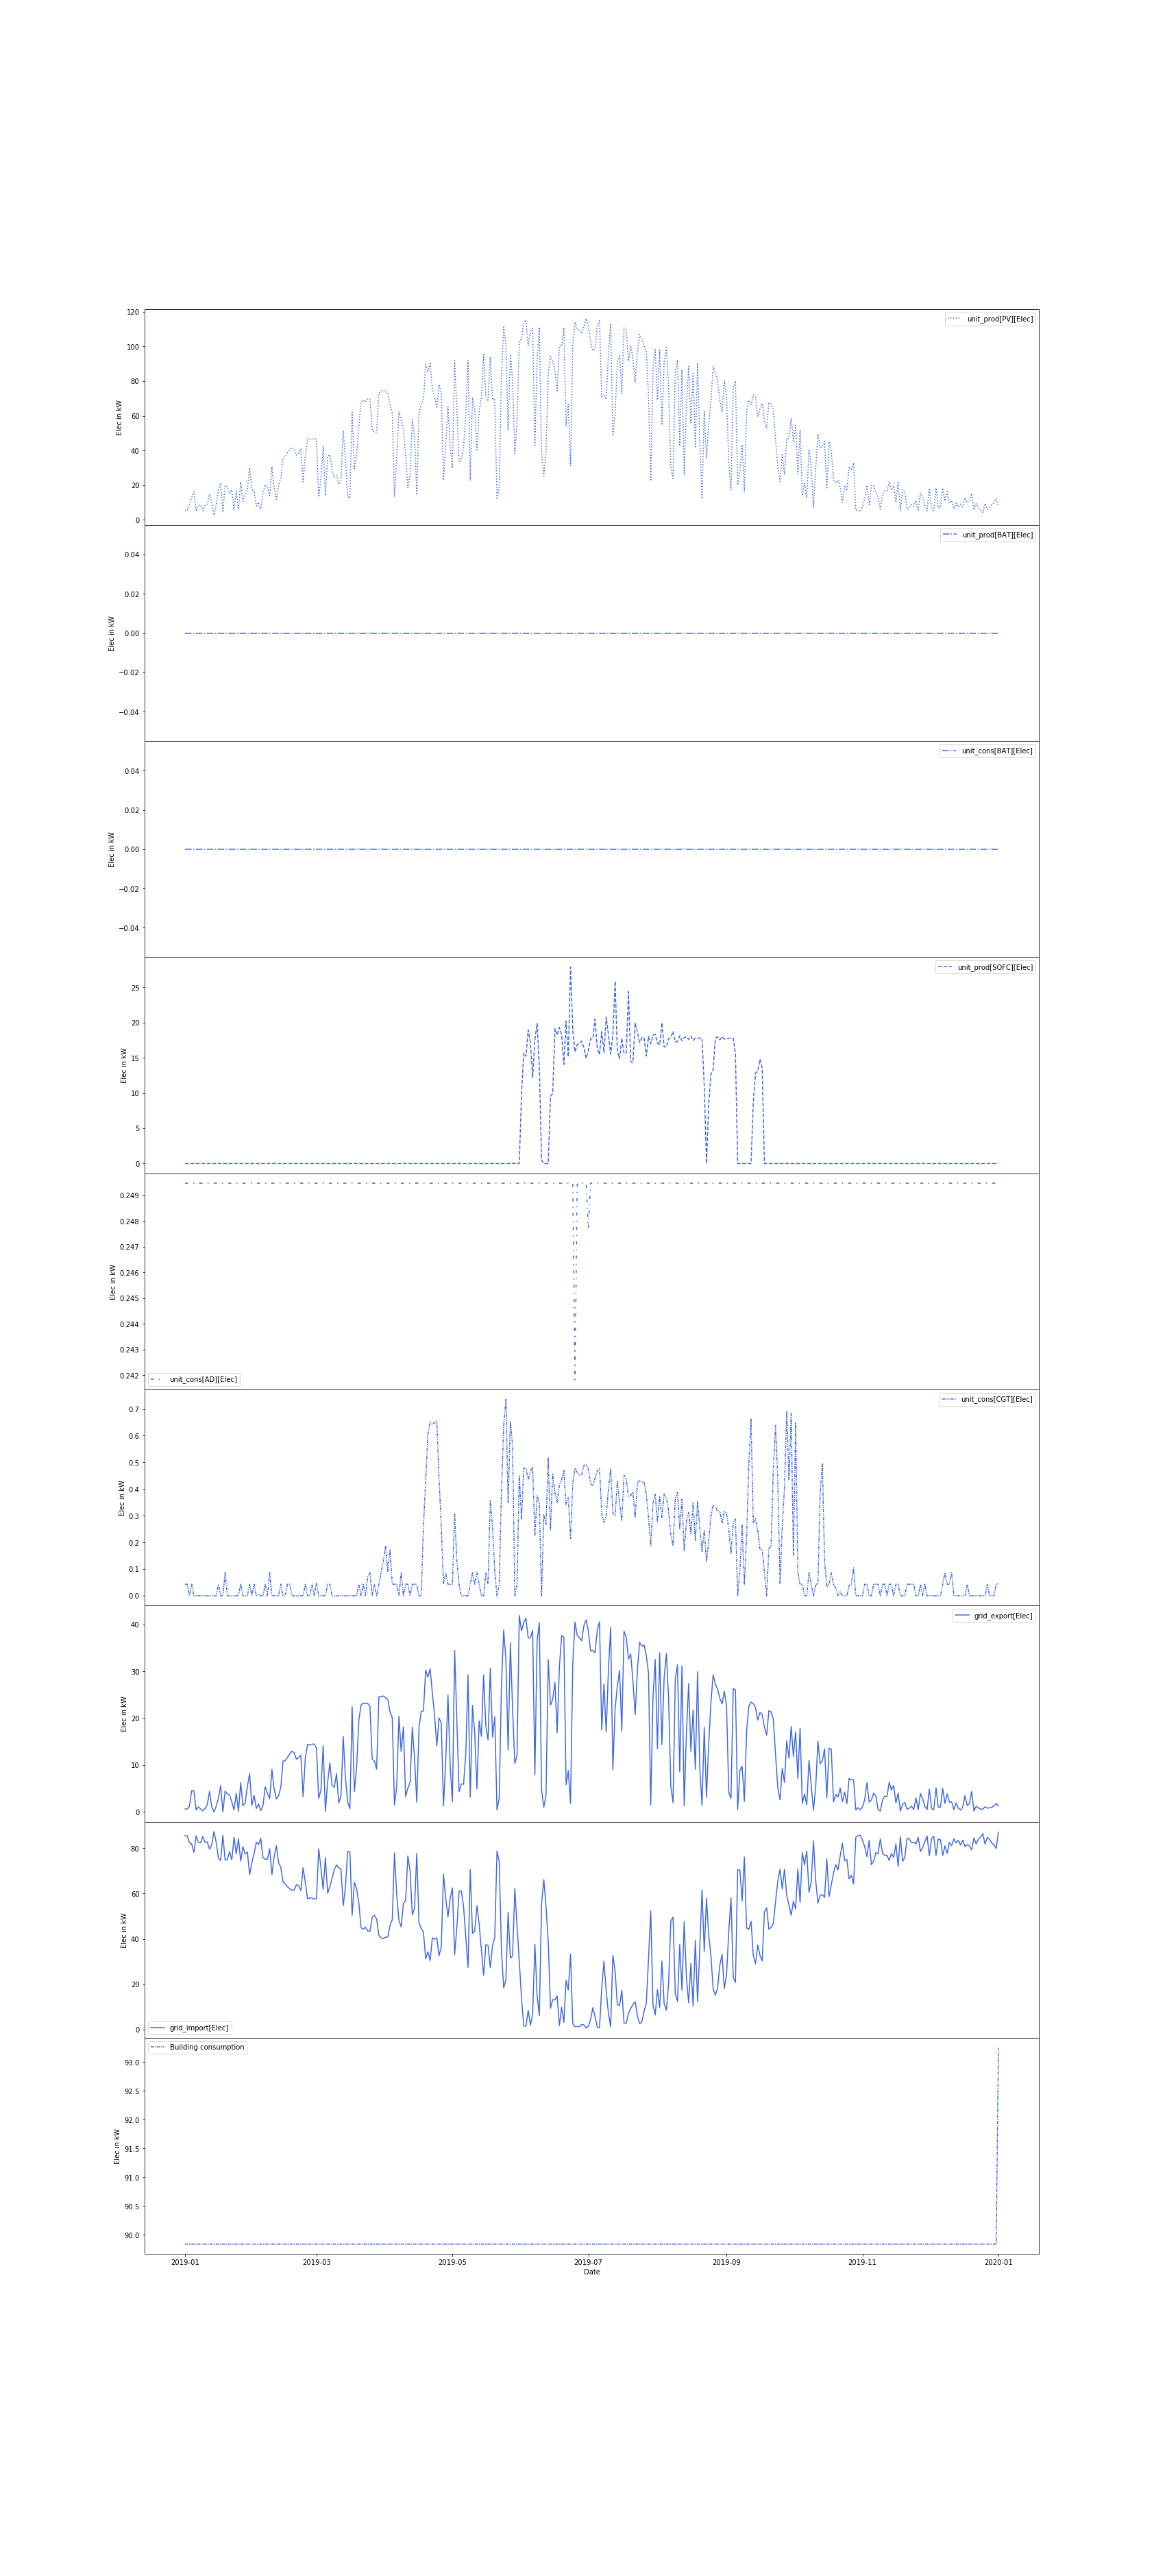 120
100
80
60
40
20
0
Elec in kW
unit_prod[PV][Elec]
0.04
0.02
0.00
−0.02
−0.04
Elec in kW
unit_prod[BAT][Elec]
0.04
0.02
0.00
−0.02
−0.04
Elec in kW
unit_cons[BAT][Elec]
25
20
15
10
5
0
Elec in kW
unit_prod[SOFC][Elec]
0.249
0.248
0.247
0.246
0.245
0.244
0.243
0.242
Elec in kW
unit_cons[AD][Elec]
0.7
0.6
0.5
0.4
0.3
0.2
0.1
0.0
Elec in kW
unit_cons[CGT][Elec]
40
30
20
10
0
Elec in kW
grid_export[Elec]
80
60
40
20
0
Elec in kW
grid_import[Elec]
93.0
92.5
92.0
91.5
91.0
90.5
90.0
Elec in kW
Building consumption
2019-01 2019-03 2019-05 2019-07 2019-09 2019-11 2020-01
Date